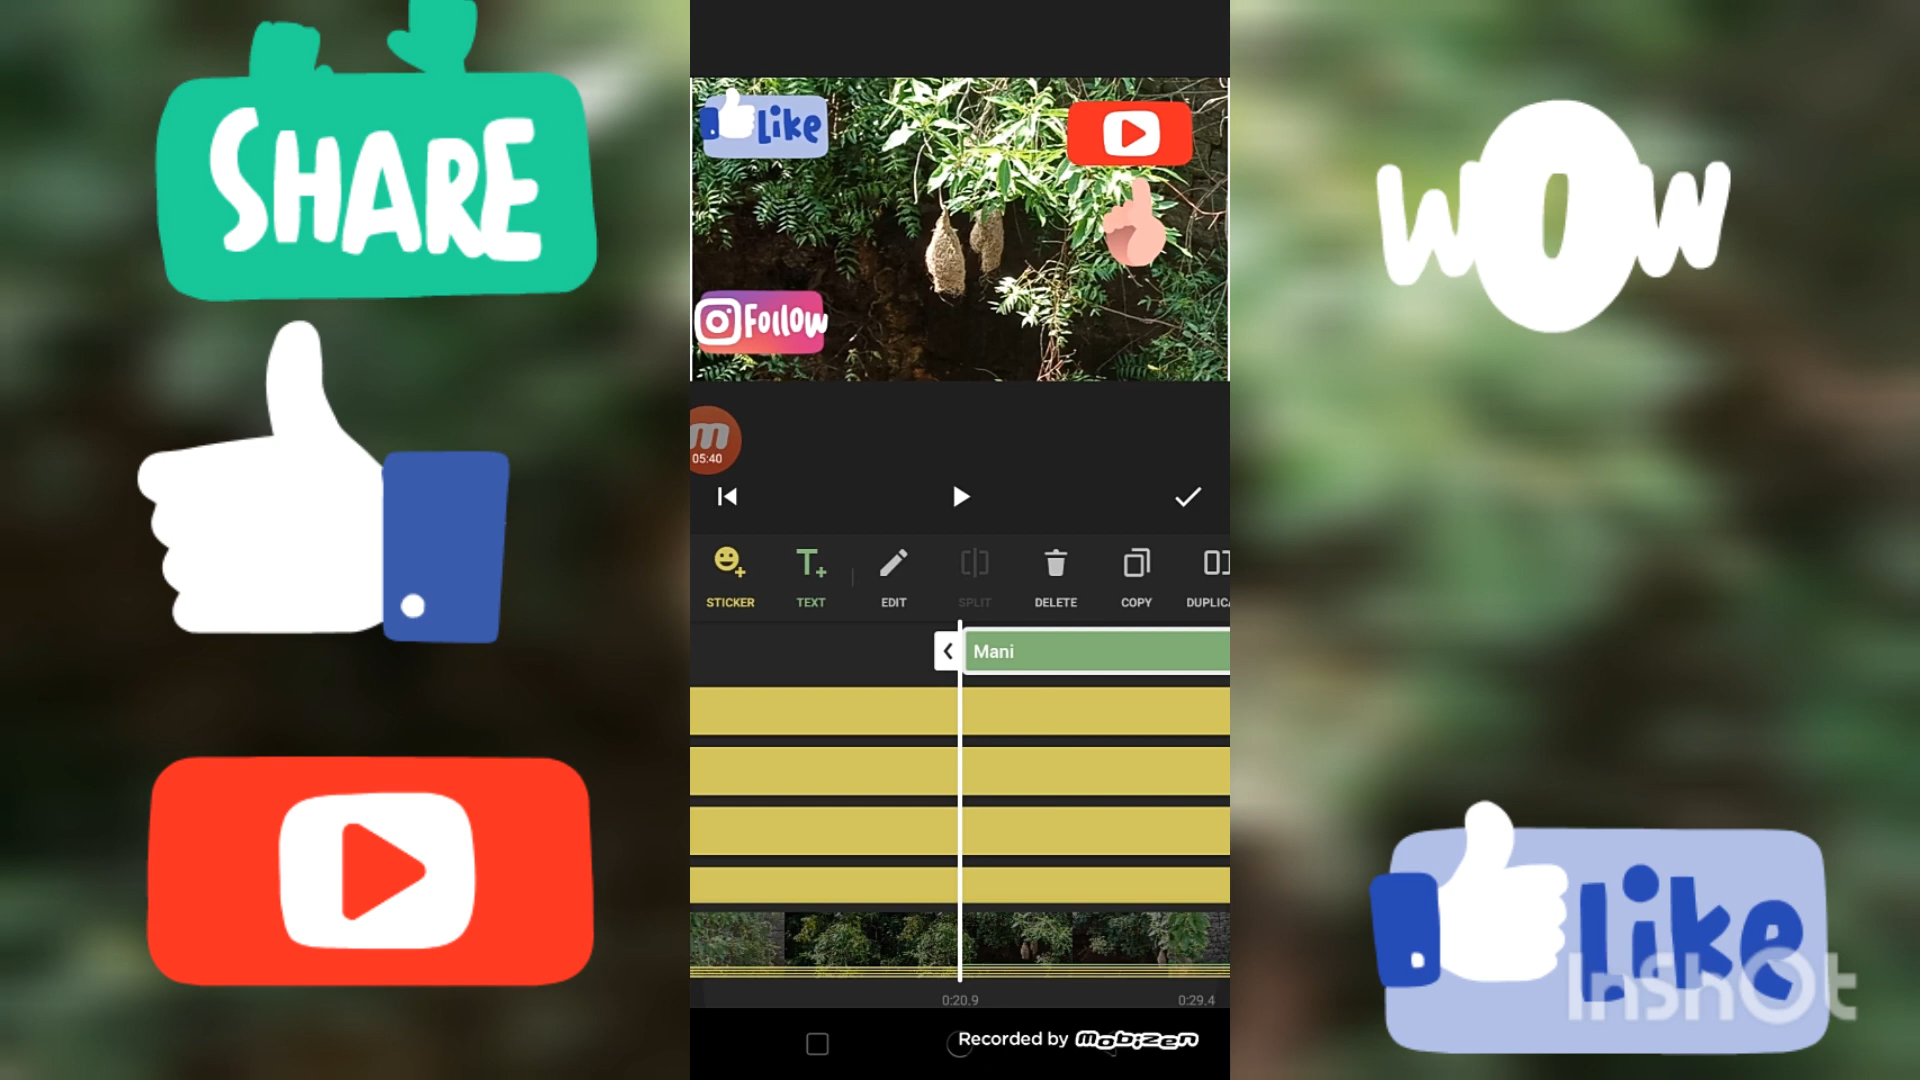 SHARE
WOW
Like
Follow
m
05:40
STICKER
TEXT
EDIT
SPLIT
DELETE
COPY
DUPLICA
Mani
0:20.9
0:29.4
Recorded by mobizen
Like
InShOt